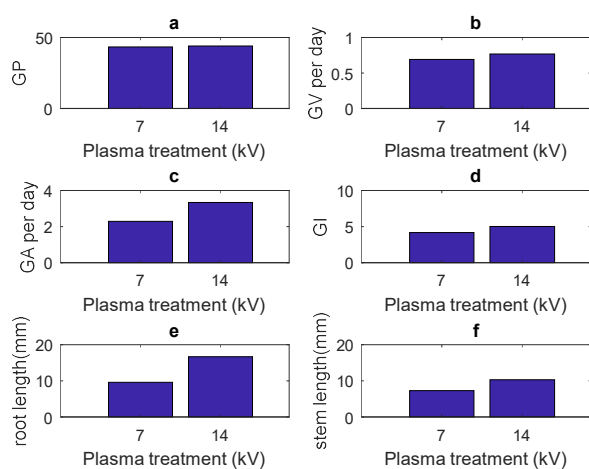 a
50
0
GP
7 14
Plasma treatment (kV)
b
1
0.5
0
GV per day
7 14
Plasma treatment (kV)
c
4
2
0
GA per day
7 14
Plasma treatment (kV)
d
10
5
0
GI
7 14
Plasma treatment (kV)
e
20
10
0
root length(mm)
7 14
Plasma treatment (kV)
f
20
10
0
stem length(mm)
7 14
Plasma treatment (kV)